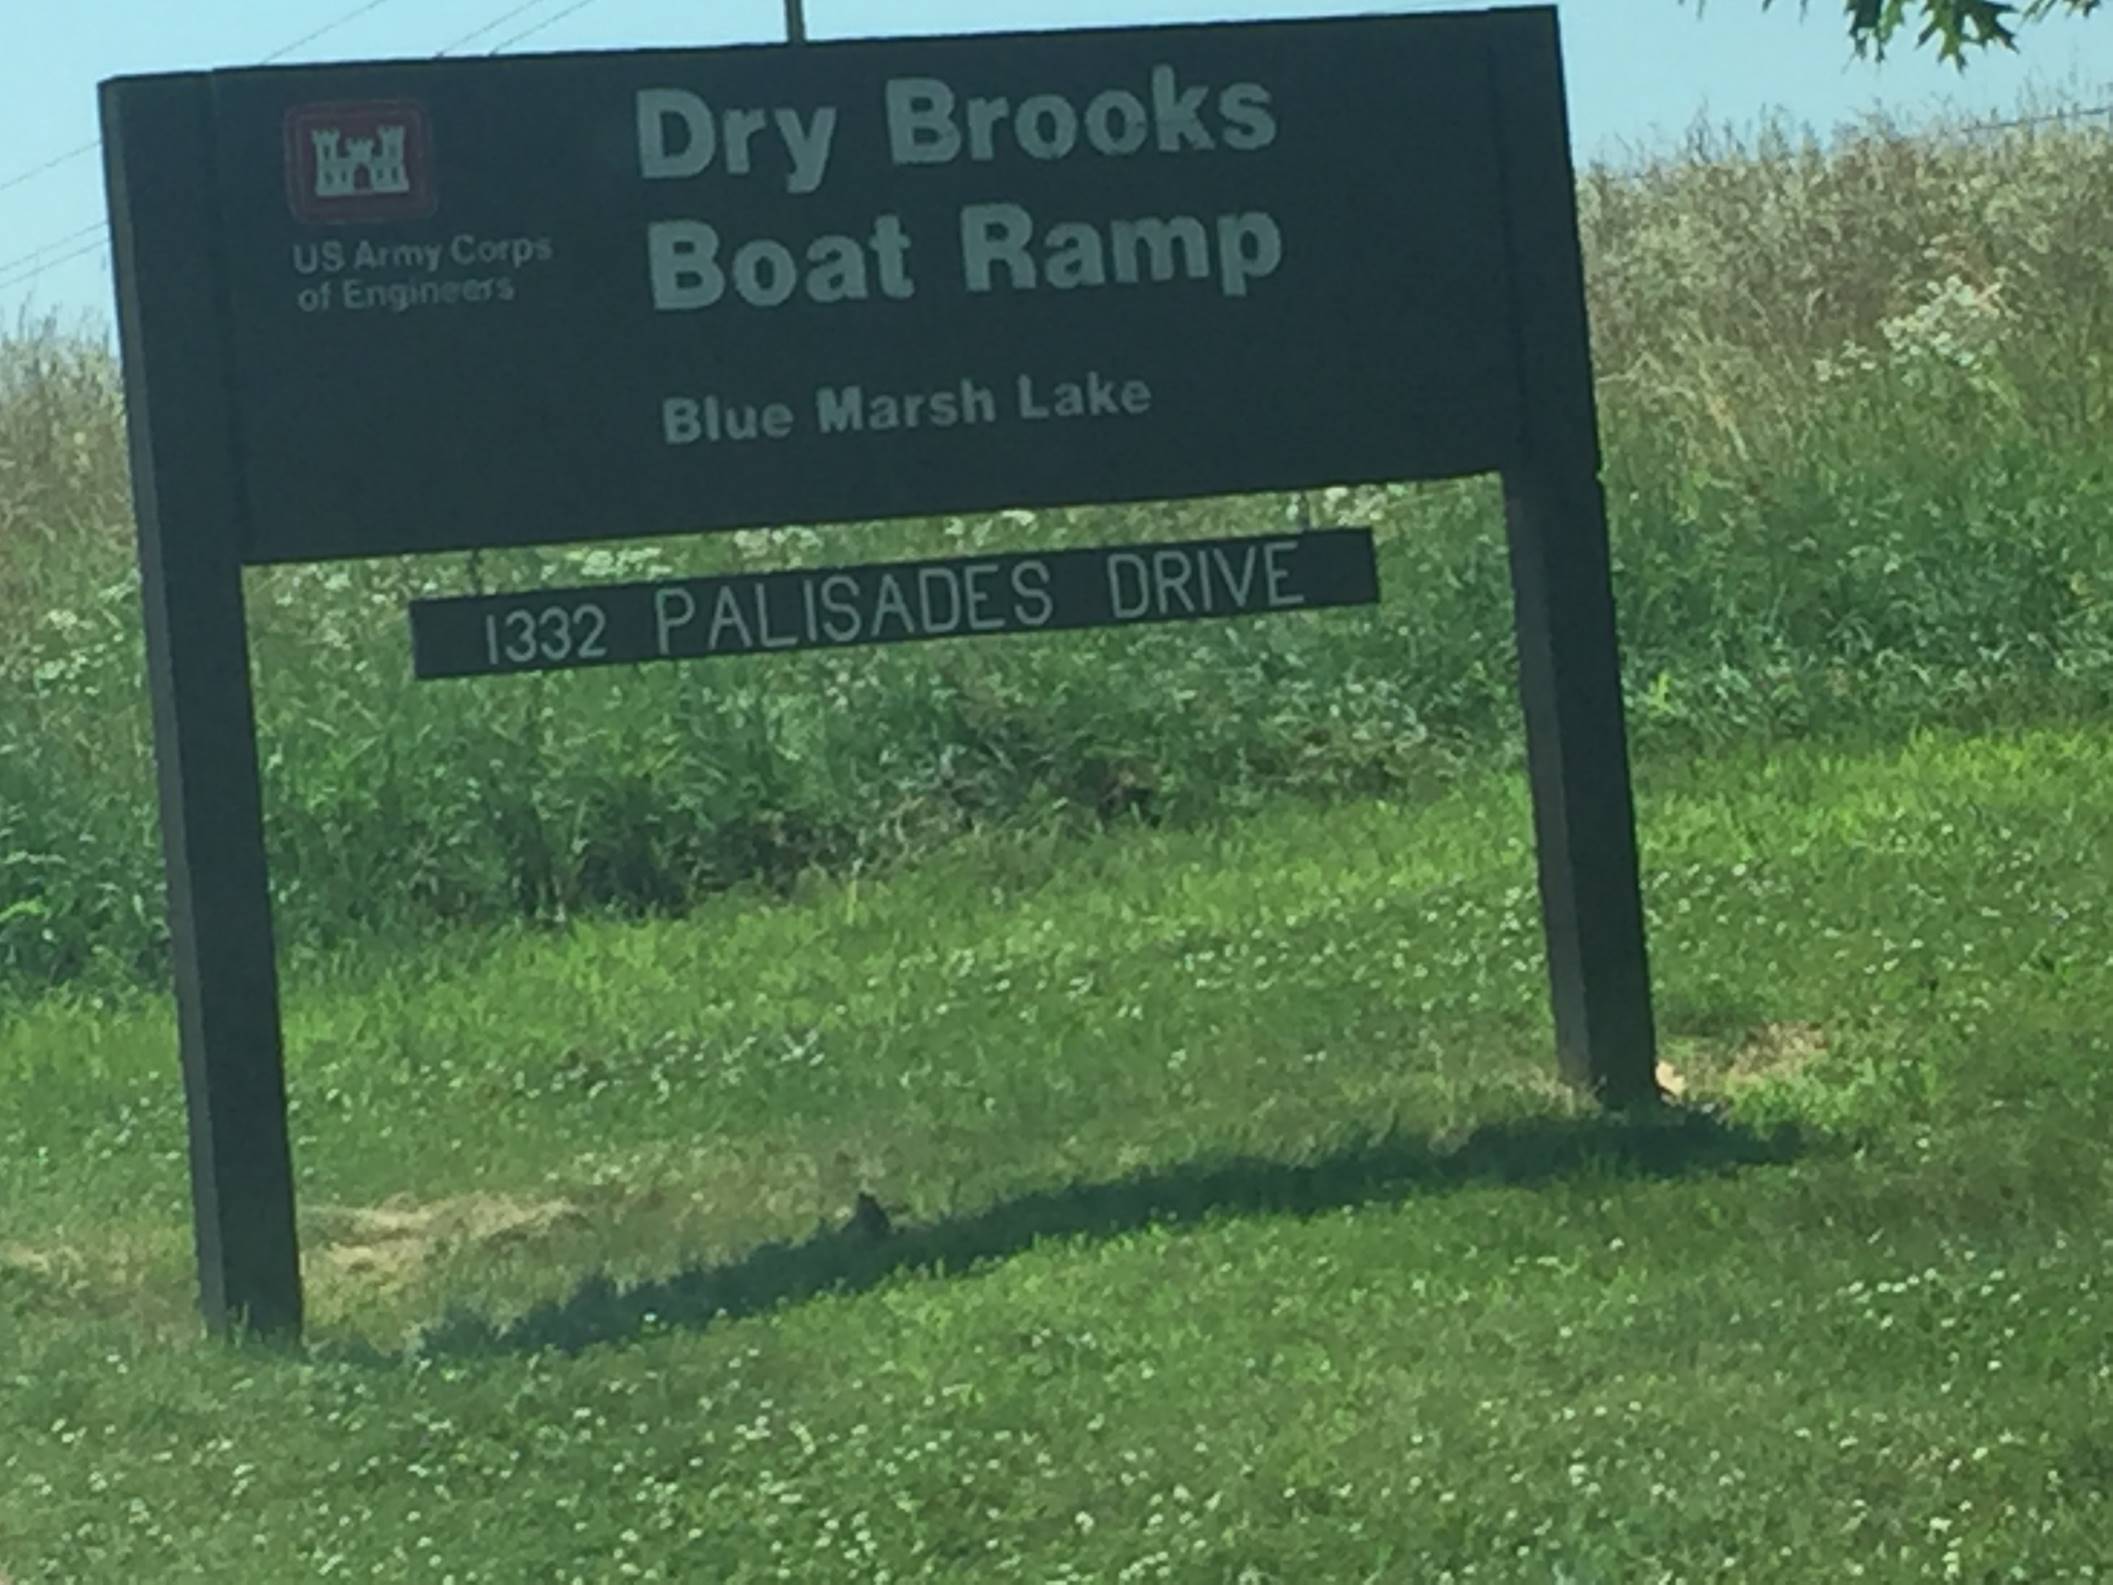 US Army Corps
of Engineers
Dry Brooks
Boat Ramp
Blue Marsh Lake
1332 PALISADES DRIVE